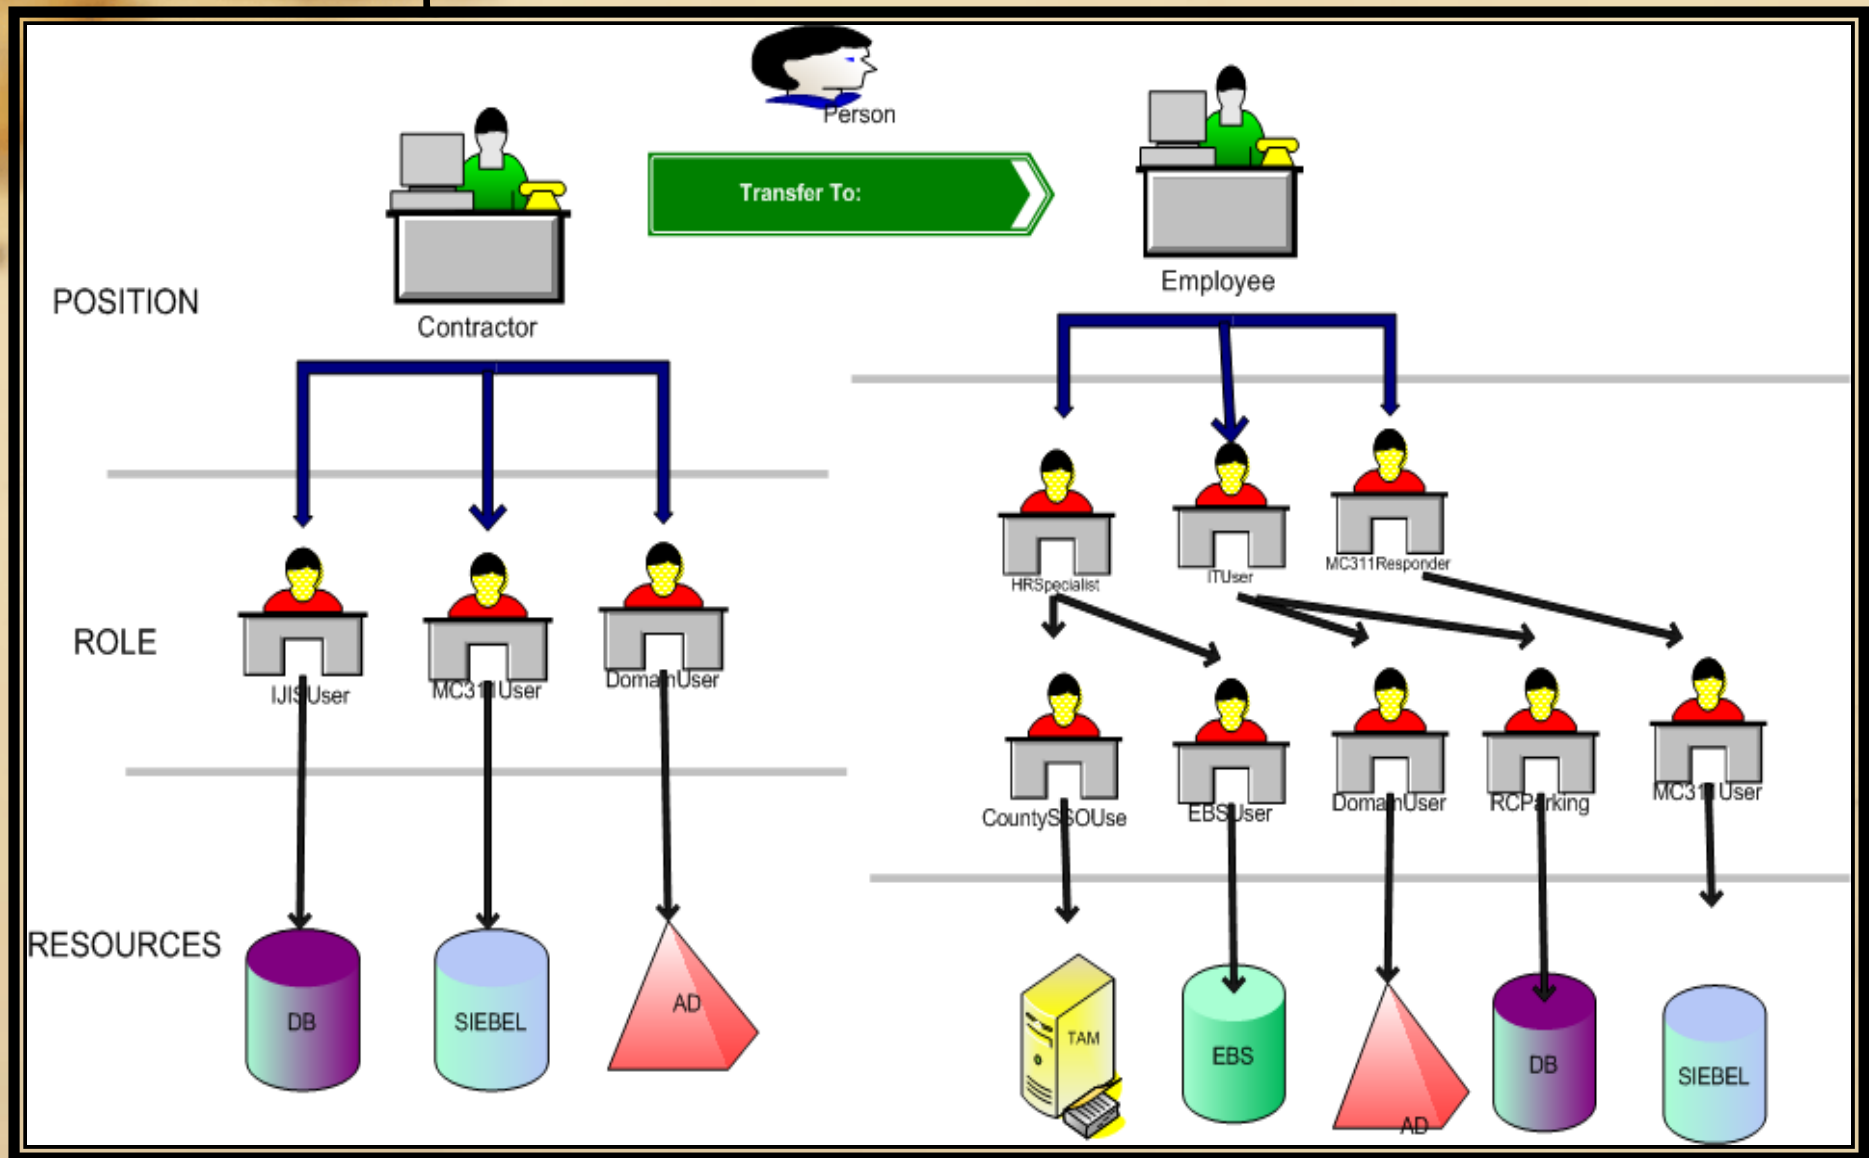 Person
Transfer To:
Employee
POSITION
Contractor
HRSpecialist
ITUser
MC311Responder
ROLE
IJISUser
MC311User
DomainUser
CountySSOUse
EBSUser
DomainUser
RCParking
MC311User
RESOURCES
DB
SIEBEL
AD
TAM
EBS
AD
DB
SIEBEL